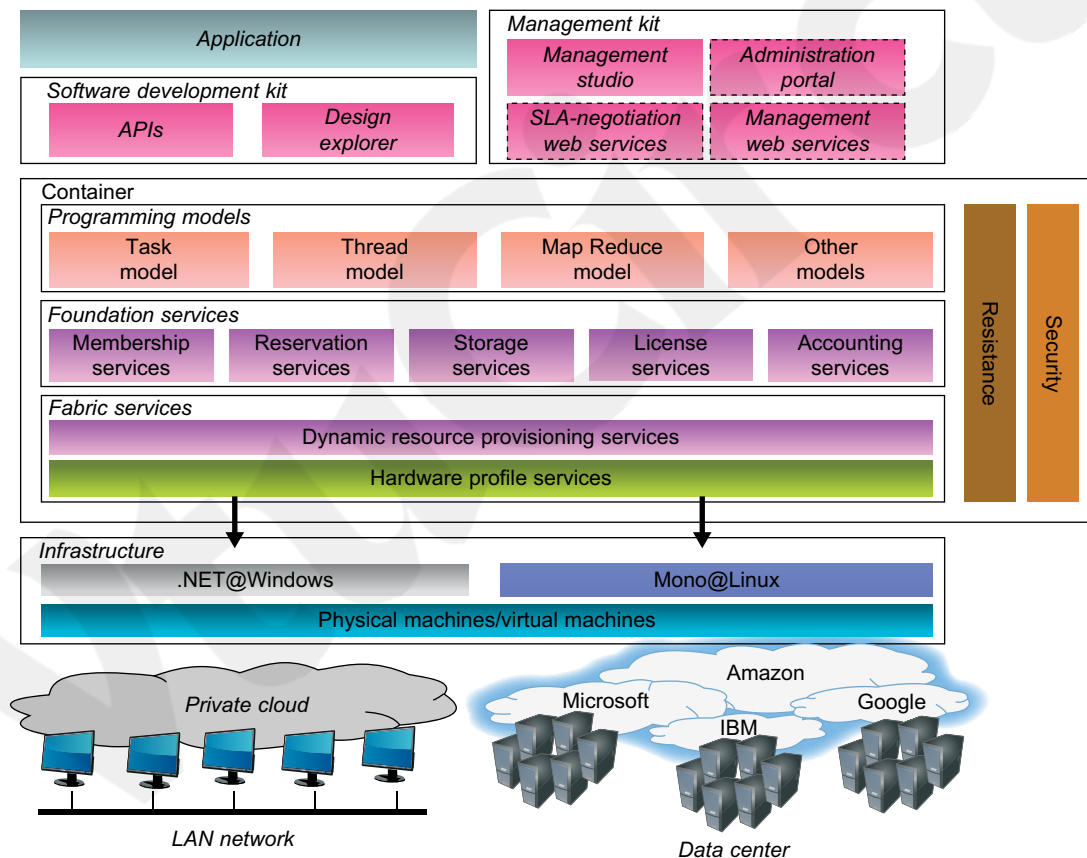 Application
Management kit
Management
studio
Administration
portal
SLA-negotiation
web services
Management
web services
Software development kit
APIs
Design
explorer
Container
Programming models
Task
model
Thread
model
Map Reduce
model
Other
models
Foundation services
Membership
services
Reservation
services
Storage
services
License
services
Accounting
services
Fabric services
Dynamic resource provisioning services
Hardware profile services
Resistance
Security
Infrastructure
.NET@Windows
Mono@Linux
Physical machines/virtual machines
Private cloud
LAN network
Amazon
Microsoft
Google
IBM
Data center